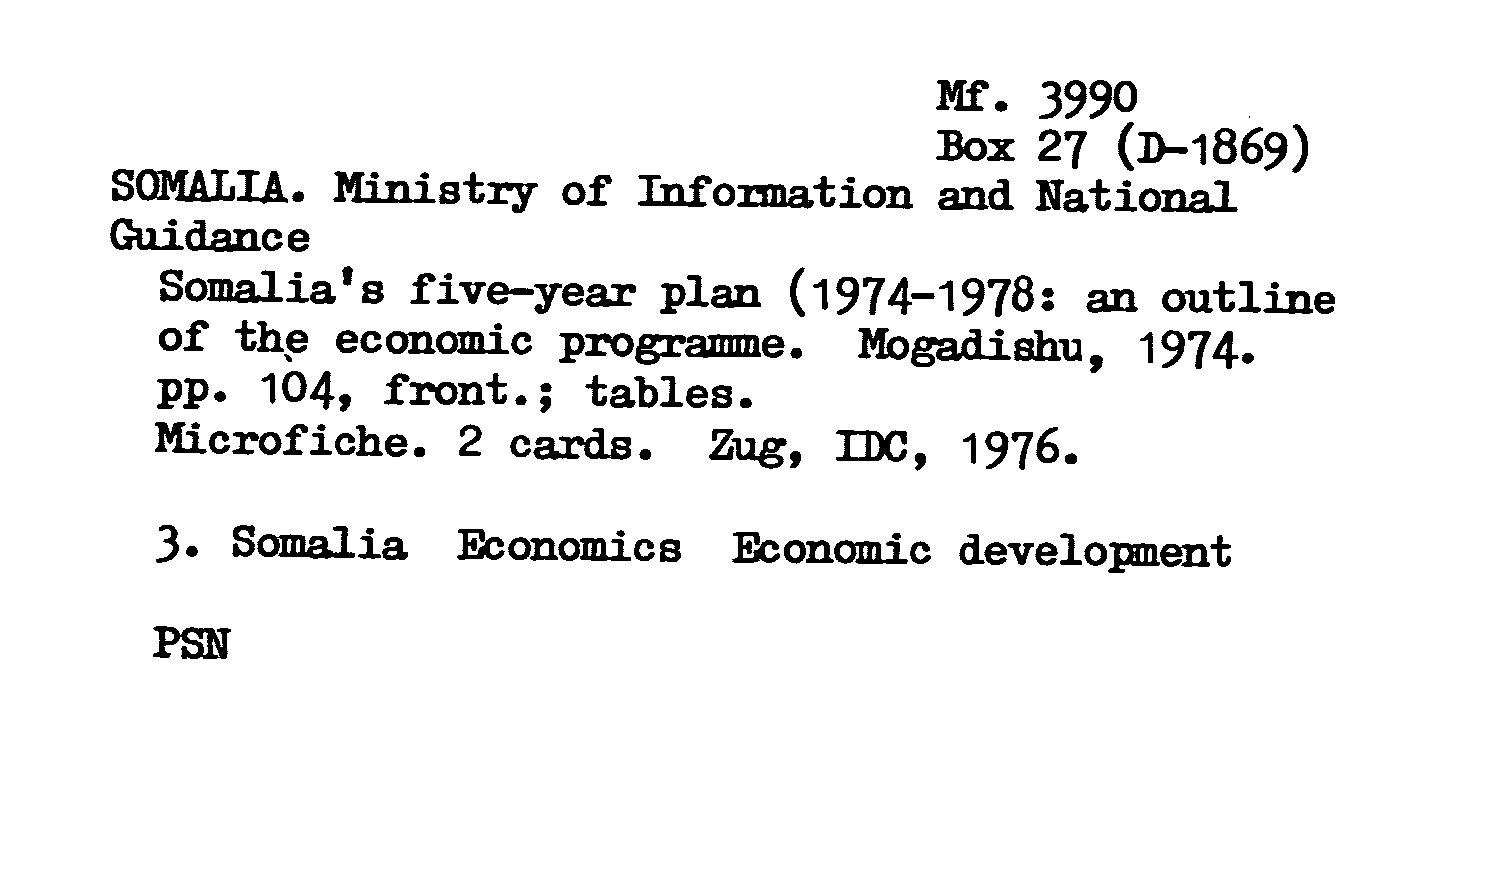 Mf. 3990
Box 27 (D-1869)
SOMALIA. Ministry of Information and National
Guidance
Somalia's five-year plan (1974-1978: an outline
of the economic programme. Mogadishu, 1974.
pp. 104, front.; tables.
Microfiche. 2 cards. Zug, IDC, 1976.
3. Somalia Economics Economic development
PSN